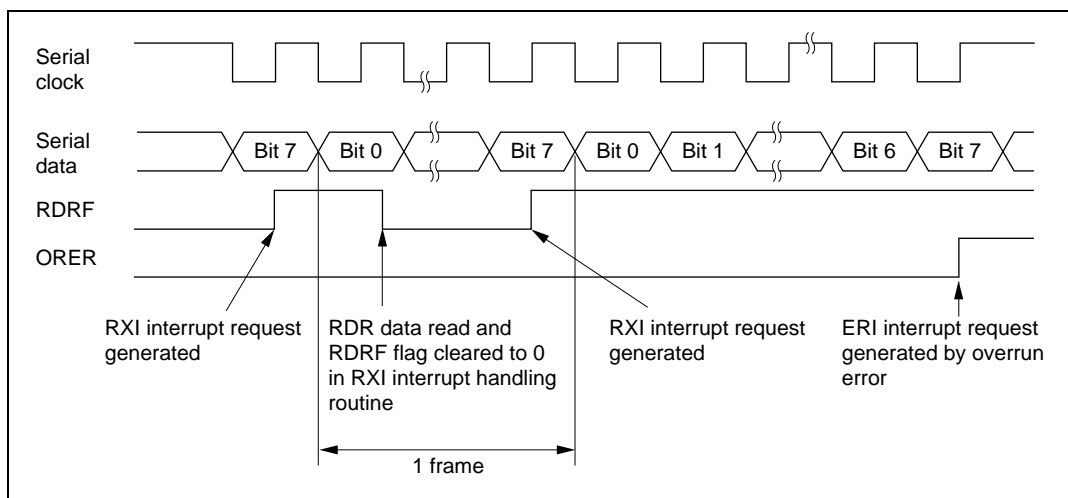 Serial
clock
Serial
data
Bit 7
Bit 0
Bit 7
Bit 0
Bit 1
Bit 6
Bit 7
RDRF
ORER
RXI interrupt request
generated
RDR data read and
RDRF flag cleared to 0
in RXI interrupt handling
routine
RXI interrupt request
generated
ERI interrupt request
generated by overrun
error
1 frame